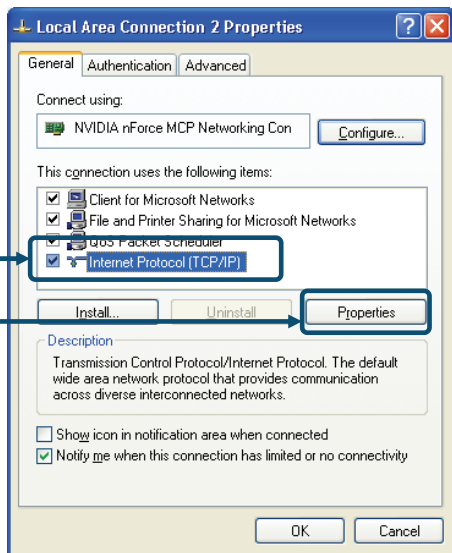 Local Area Connection 2 Properties
General Authentication Advanced
Connect using:
NVIDIA nForce MCP Networking Con Configure...
This connection uses the following items:
Client for Microsoft Networks
File and Printer Sharing for Microsoft Networks
QoS Packet Scheduler
Internet Protocol (TCP/IP)
Install... Uninstall Properties
Description
Transmission Control Protocol/Internet Protocol. The default
wide area network protocol that provides communication
across diverse interconnected networks.
Show icon in notification area when connected
Notify me when this connection has limited or no connectivity
OK Cancel